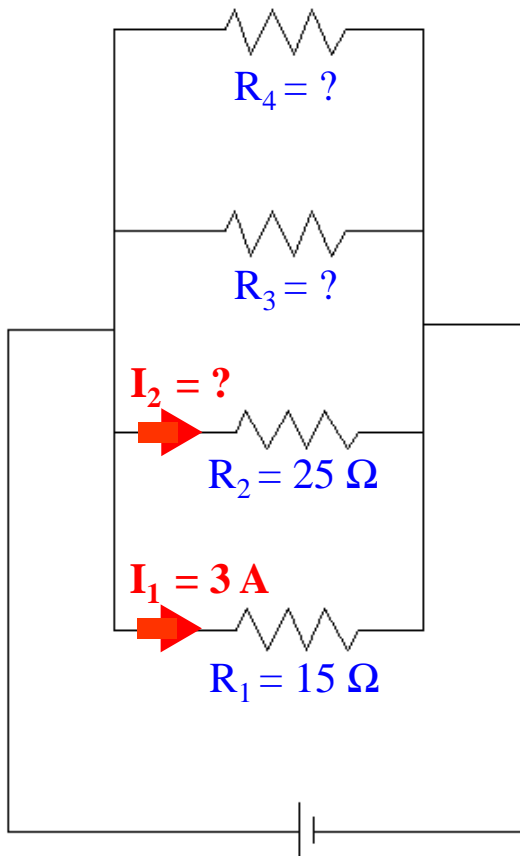 R₄ = ?
R₃ = ?
I₂ = ?
R₂ = 25 Ω
I₁ = 3 A
R₁ = 15 Ω